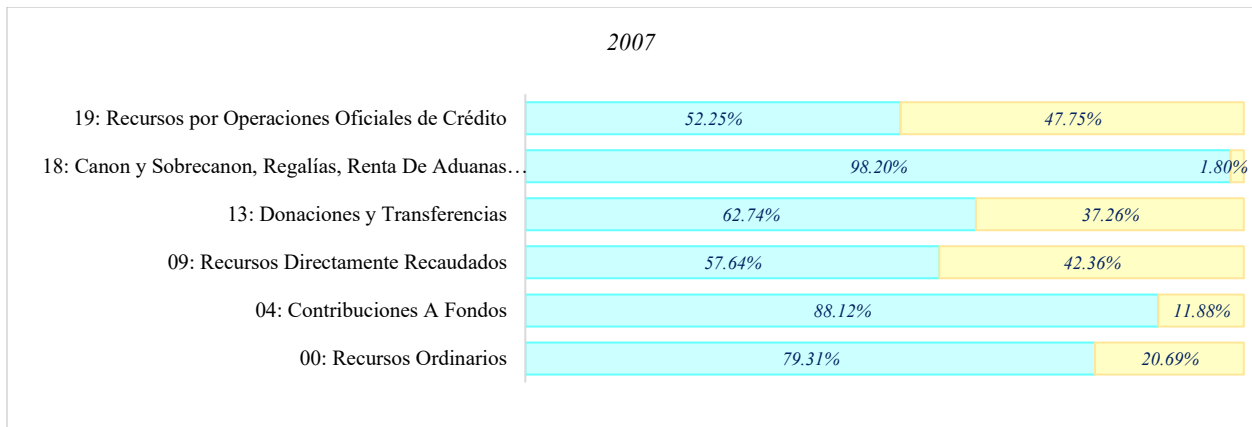 2007
19: Recursos por Operaciones Oficiales de Crédito 52.25% 47.75%
18: Canon y Sobrecanon, Regalías, Renta De Aduanas… 98.20% 1.80%
13: Donaciones y Transferencias 62.74% 37.26%
09: Recursos Directamente Recaudados 57.64% 42.36%
04: Contribuciones A Fondos 88.12% 11.88%
00: Recursos Ordinarios 79.31% 20.69%